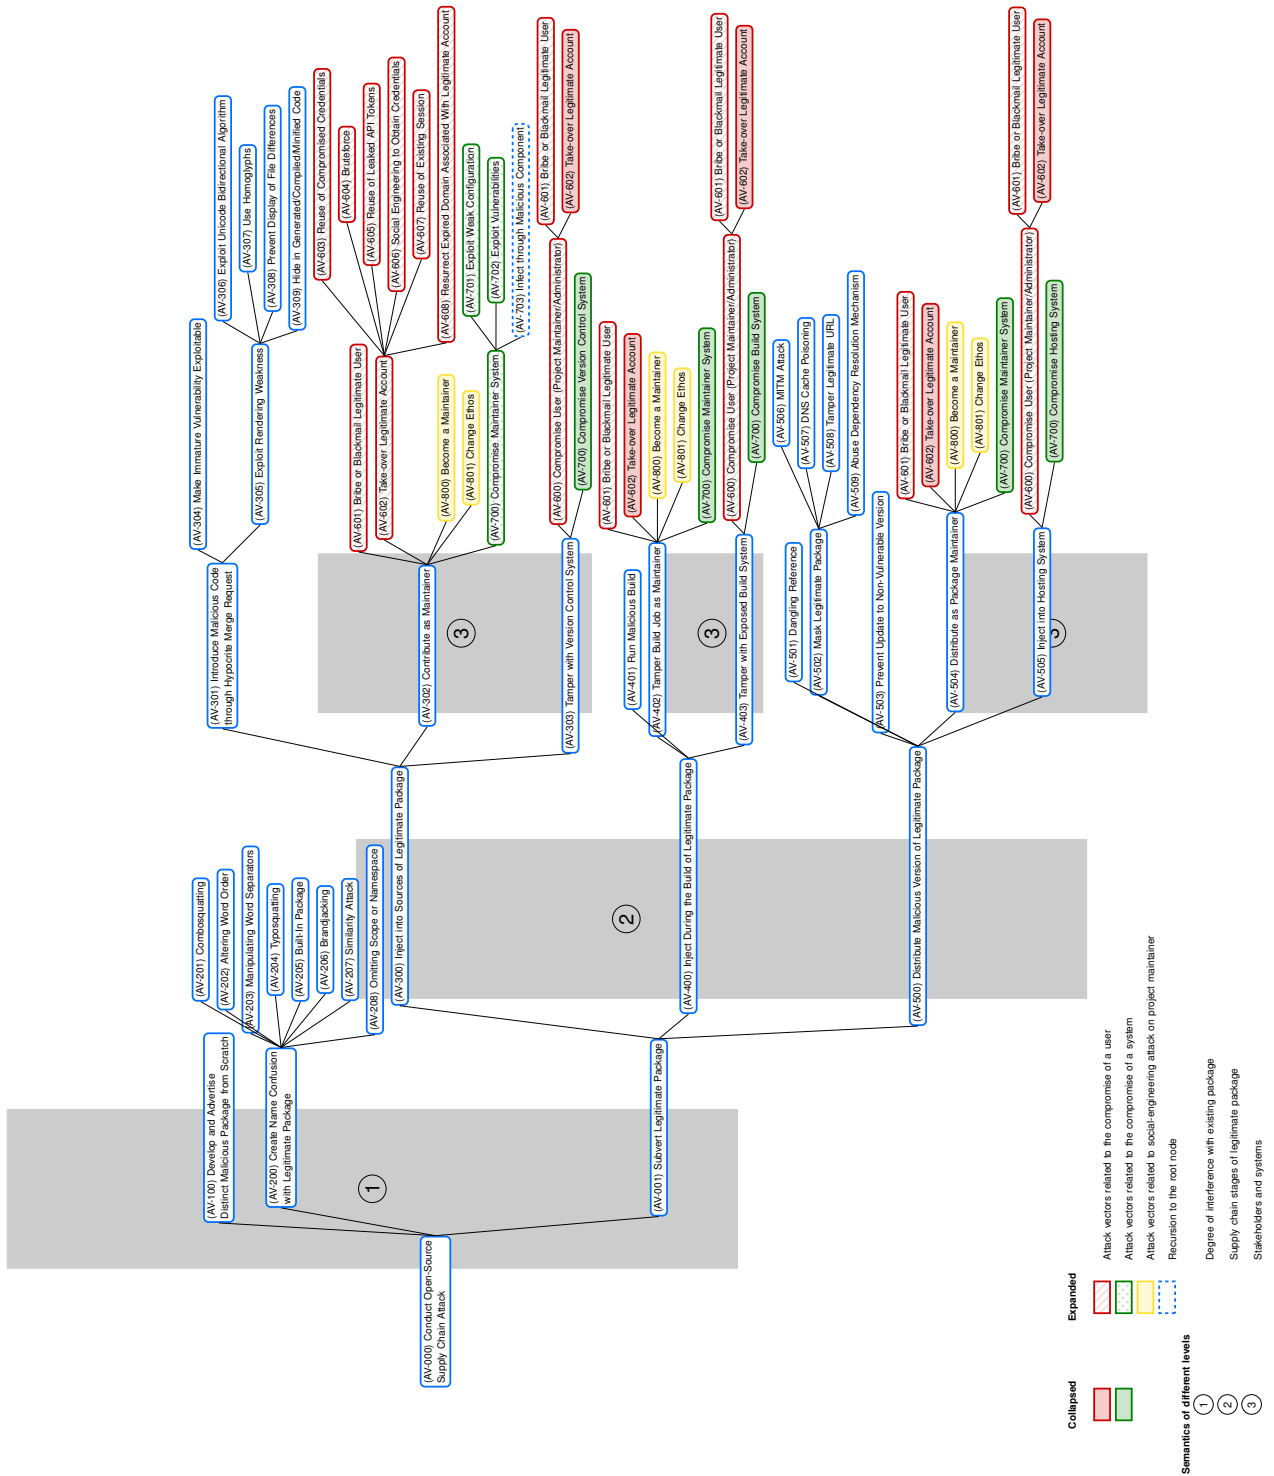 (AV-000) Conduct Open-Source
Supply Chain Attack
(AV-100) Develop and Advertise
Distinct Malicious Package from Scratch
(AV-200) Create Name Confusion
with Legitimate Package
(AV-001) Subvert Legitimate Package
1
(AV-201) Combosquatting
(AV-202) Altering Word Order
(AV-203) Manipulating Word Separators
(AV-204) Typosquatting
(AV-205) Built-In Package
(AV-206) Brandjacking
(AV-207) Similarity Attack
(AV-208) Omitting Scope or Namespace
(AV-300) Inject into Sources of Legitimate Package
(AV-400) Inject During the Build of Legitimate Package
(AV-500) Distribute Malicious Version of Legitimate Package
2
(AV-301) Introduce Malicious Code
through Hypocrite Merge Request
(AV-302) Contribute as Maintainer
(AV-303) Tamper with Version Control System
3
(AV-304) Make Immature Vulnerability Exploitable
(AV-305) Exploit Rendering Weakness
(AV-306) Exploit Unicode Bidirectional Algorithm
(AV-307) Use Homoglyphs
(AV-308) Prevent Display of File Differences
(AV-309) Hide in Generated/Compiled/Minified Code
(AV-601) Bribe or Blackmail Legitimate User
(AV-602) Take-over Legitimate Account
(AV-800) Become a Maintainer
(AV-801) Change Ethos
(AV-700) Compromise Maintainer System
(AV-603) Reuse of Compromised Credentials
(AV-604) Bruteforce
(AV-605) Reuse of Leaked API Tokens
(AV-606) Social Engineering to Obtain Credentials
(AV-607) Reuse of Existing Session
(AV-608) Resurrect Expired Domain Associated With Legitimate Account
(AV-701) Exploit Weak Configuration
(AV-702) Exploit Vulnerabilities
(AV-703) Infect through Malicious Component
(AV-600) Compromise User (Project Maintainer/Administrator)
(AV-700) Compromise Version Control System
(AV-601) Bribe or Blackmail Legitimate User
(AV-602) Take-over Legitimate Account
(AV-401) Run Malicious Build
(AV-402) Tamper Build Job as Maintainer
(AV-403) Tamper with Exposed Build System
3
(AV-601) Bribe or Blackmail Legitimate User
(AV-602) Take-over Legitimate Account
(AV-800) Become a Maintainer
(AV-801) Change Ethos
(AV-700) Compromise Maintainer System
(AV-600) Compromise User (Project Maintainer/Administrator)
(AV-700) Compromise Build System
(AV-601) Bribe or Blackmail Legitimate User
(AV-602) Take-over Legitimate Account
(AV-501) Dangling Reference
(AV-502) Mask Legitimate Package
(AV-503) Prevent Update to Non-Vulnerable Version
(AV-504) Distribute as Package Maintainer
(AV-505) Inject into Hosting System
3
(AV-506) MITM Attack
(AV-507) DNS Cache Poisoning
(AV-508) Tamper Legitimate URL
(AV-509) Abuse Dependency Resolution Mechanism
(AV-601) Bribe or Blackmail Legitimate User
(AV-602) Take-over Legitimate Account
(AV-800) Become a Maintainer
(AV-801) Change Ethos
(AV-700) Compromise Maintainer System
(AV-600) Compromise User (Project Maintainer/Administrator)
(AV-700) Compromise Hosting System
(AV-601) Bribe or Blackmail Legitimate User
(AV-602) Take-over Legitimate Account
Collapsed Expanded
Attack vectors related to the compromise of a user
Attack vectors related to the compromise of a system
Attack vectors related to social-engineering attack on project maintainer
Recursion to the root node
Semantics of different levels
1 Degree of interference with existing package
2 Supply chain stages of legitimate package
3 Stakeholders and systems